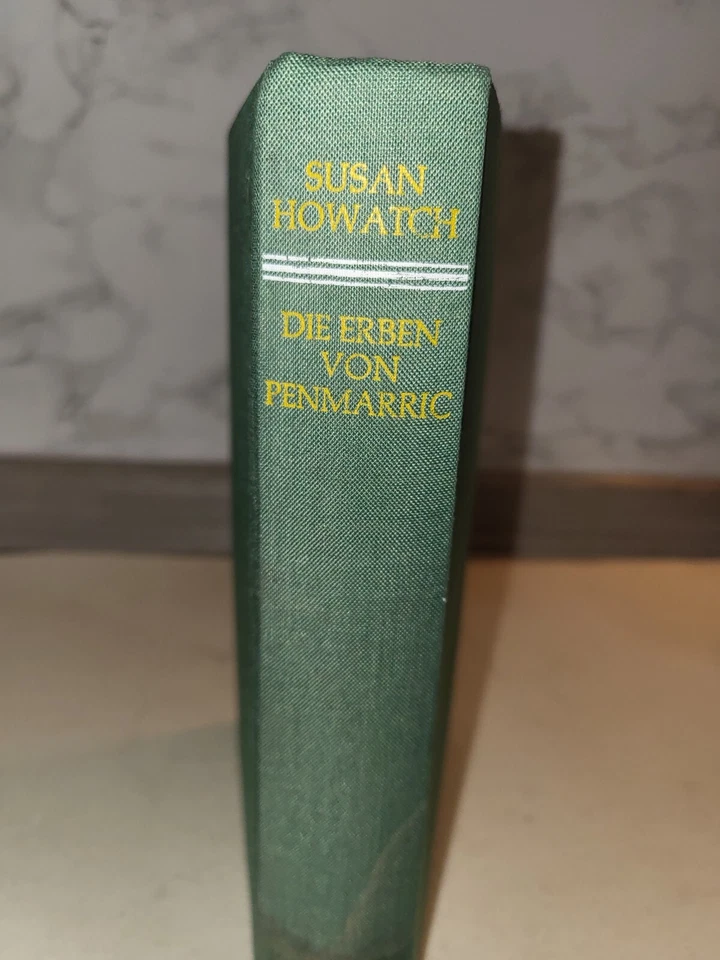 SUSAN
HOWATCH
DIE ERBEN
VON
PENMARRIC